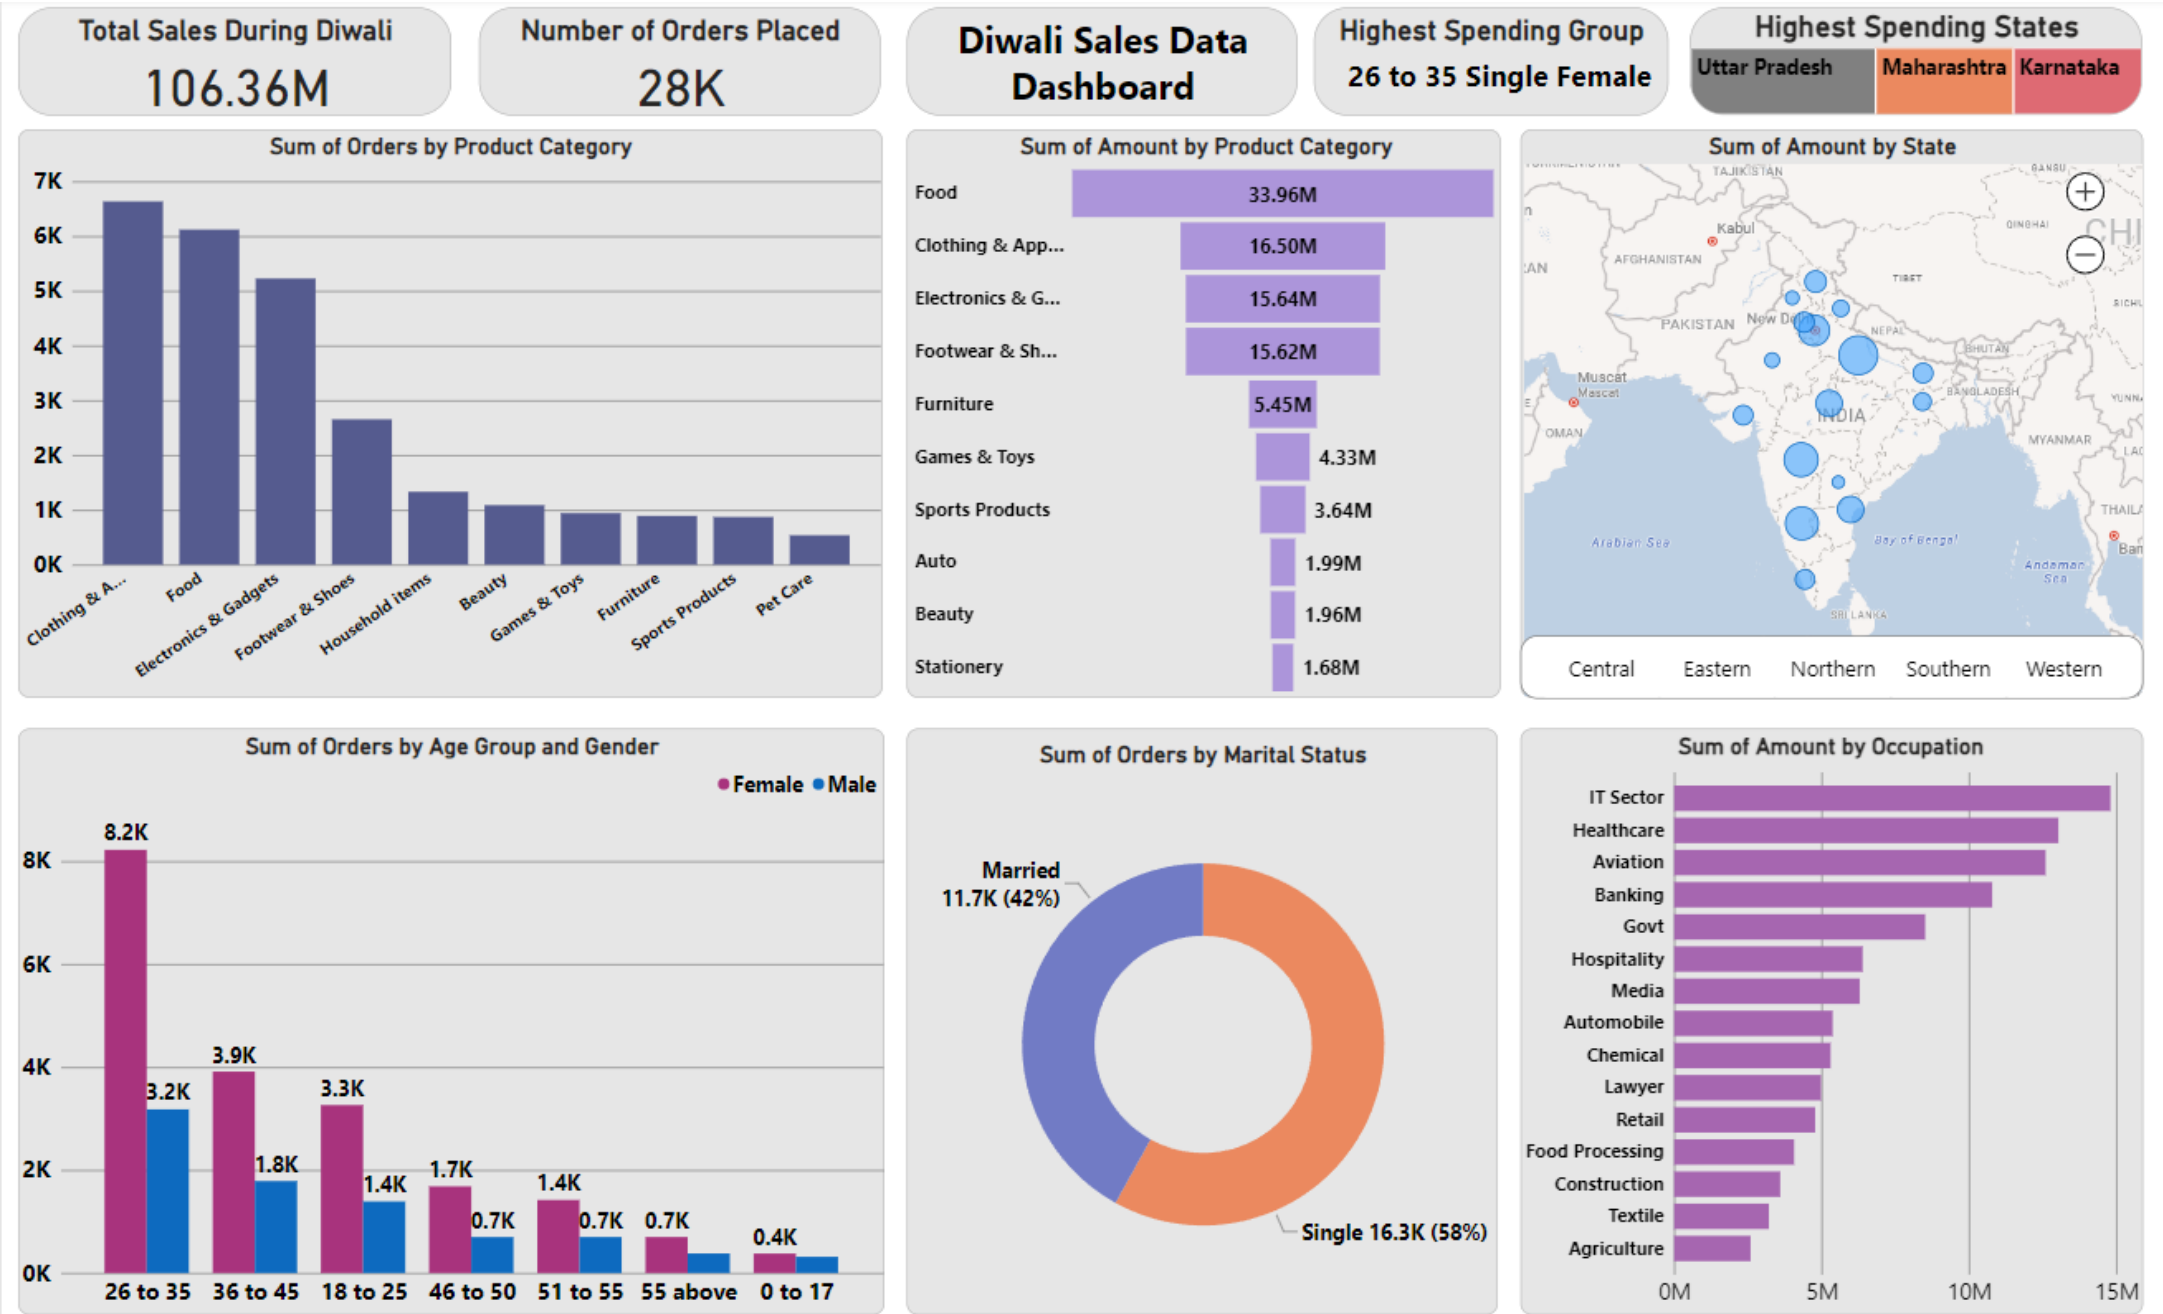 Total Sales During Diwali
106.36M
Number of Orders Placed
28K
Diwali Sales Data
Dashboard
Highest Spending Group
26 to 35 Single Female
Highest Spending States
Uttar Pradesh
Maharashtra
Karnataka
Sum of Orders by Product Category
7K
6K
5K
4K
3K
2K
1K
0K
Clothing & A...
Food
Electronics & Gadgets
Footwear & Shoes
Household items
Beauty
Games & Toys
Furniture
Sports Products
Pet Care
Sum of Amount by Product Category
Food 33.96M
Clothing & App... 16.50M
Electronics & G... 15.64M
Footwear & Sh... 15.62M
Furniture 5.45M
Games & Toys 4.33M
Sports Products 3.64M
Auto 1.99M
Beauty 1.96M
Stationery 1.68M
Sum of Amount by State
TAJIKISTAN
GANSU
QINGHAI
CHI
Kabul
AFGHANISTAN
TIBET
SICHU
PAKISTAN
NEPAL
BHUTAN
Muscat
Mascat
BANGLADESH
YUNN
INDIA
OMAN
MYANMAR
THAILA
Arabian Sea
Bay of Bengal
Andaman
Sea
Ban
SRI LANKA
Central
Eastern
Northern
Southern
Western
Sum of Orders by Age Group and Gender
Female
Male
8K
6K
4K
2K
0K
8.2K
3.2K
3.9K
1.8K
3.3K
1.4K
1.7K
0.7K
1.4K
0.7K
0.7K
0.4K
26 to 35
36 to 45
18 to 25
46 to 50
51 to 55
55 above
0 to 17
Sum of Orders by Marital Status
Married
11.7K (42%)
Single 16.3K (58%)
Sum of Amount by Occupation
IT Sector
Healthcare
Aviation
Banking
Govt
Hospitality
Media
Automobile
Chemical
Lawyer
Retail
Food Processing
Construction
Textile
Agriculture
0M
5M
10M
15M